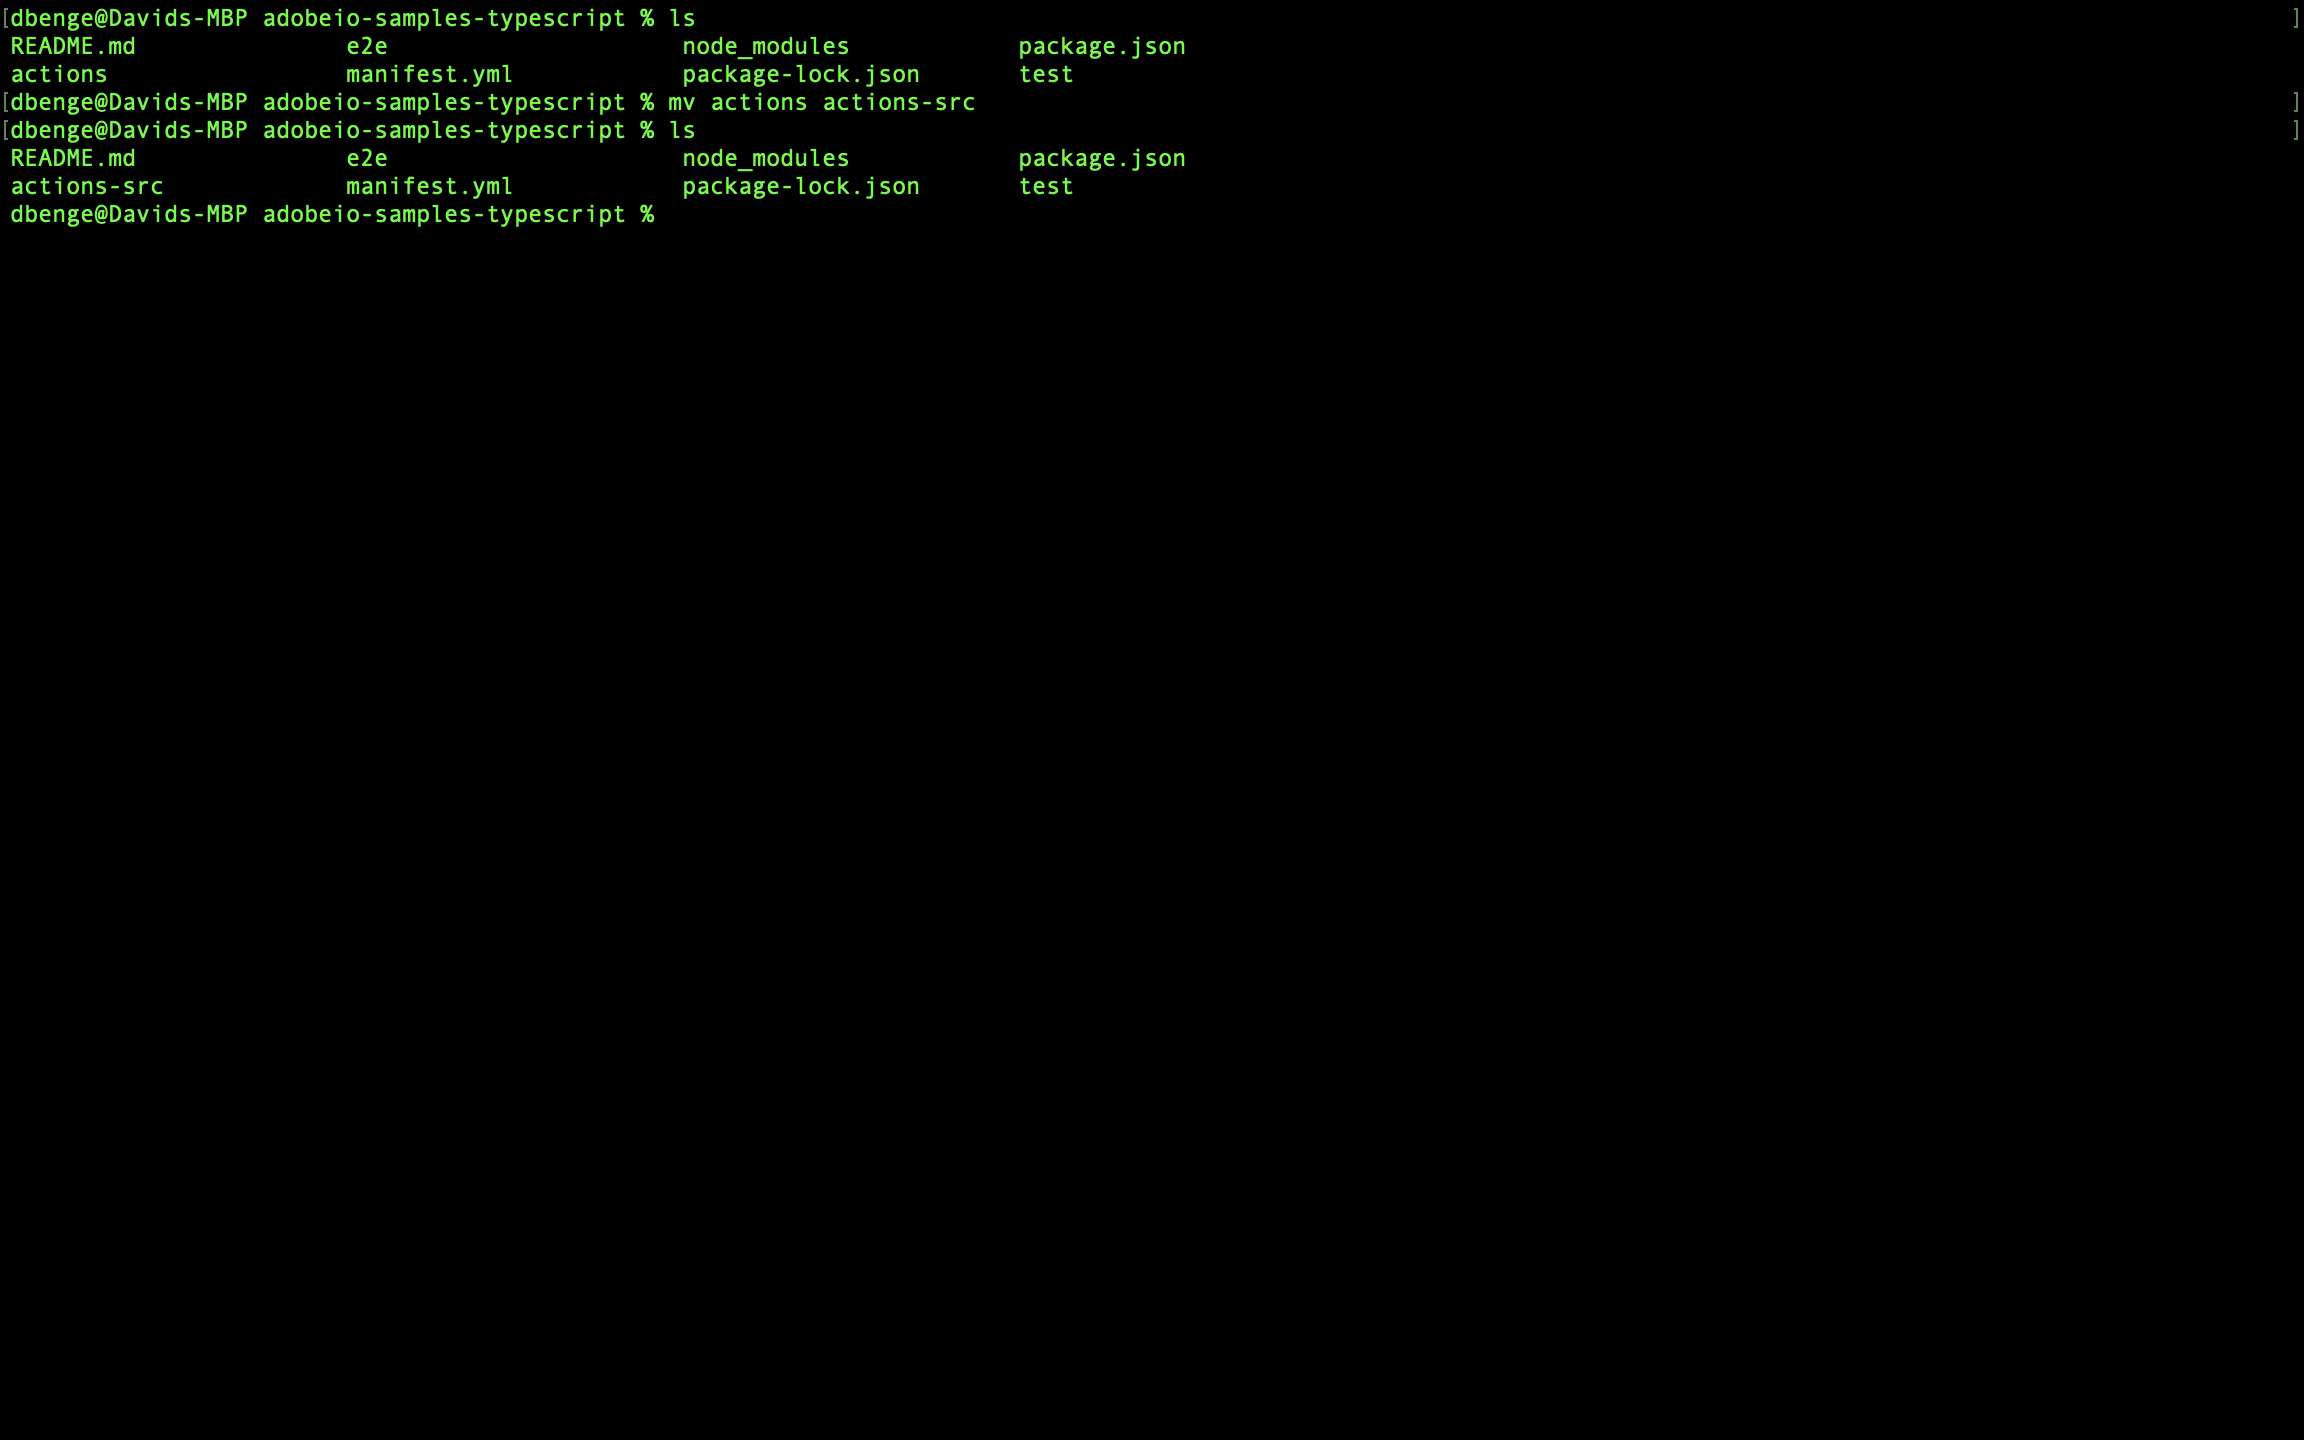 [dbenge@Davids-MBP adobeio-samples-typescript % ls ]
README.md e2e node_modules package.json
actions manifest.yml package-lock.json test
[dbenge@Davids-MBP adobeio-samples-typescript % mv actions actions-src ]
[dbenge@Davids-MBP adobeio-samples-typescript % ls ]
README.md e2e node_modules package.json
actions-src manifest.yml package-lock.json test
dbenge@Davids-MBP adobeio-samples-typescript %